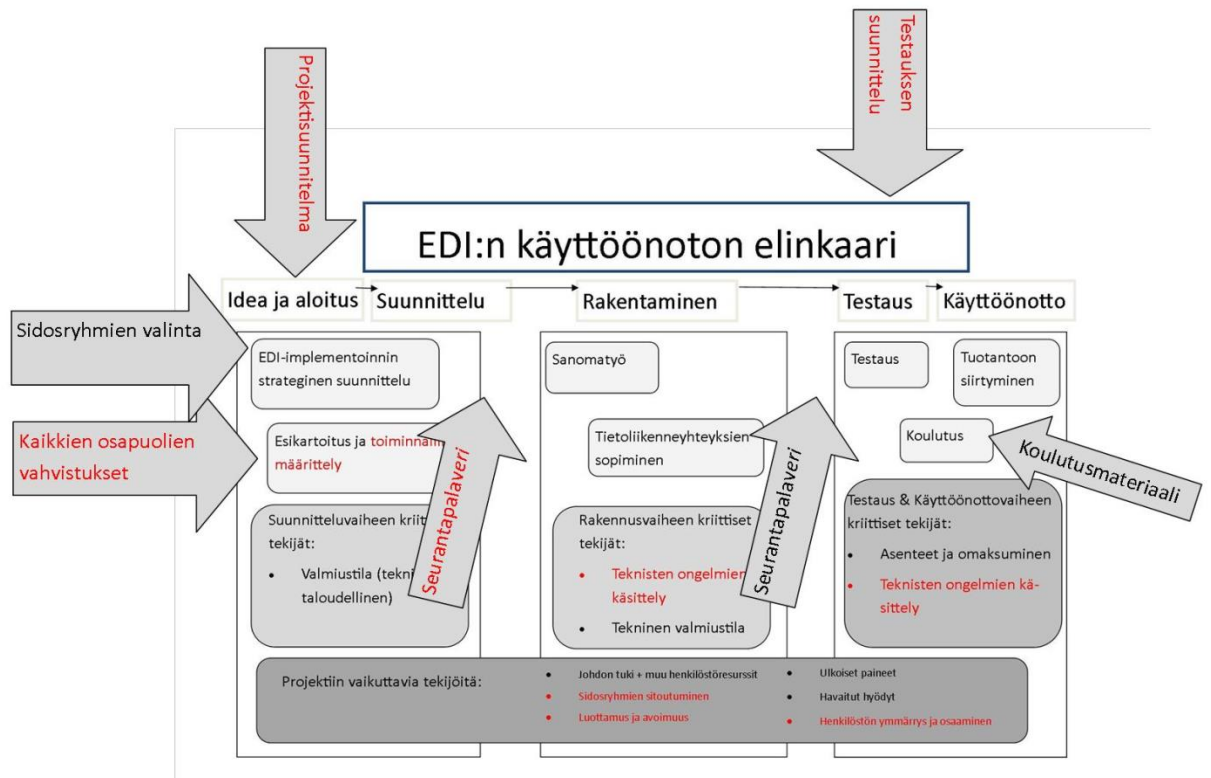 Projektisuunnitelma
Testauksen
suunnittelu
EDI:n käyttöönoton elinkaari
Idea ja aloitus
Suunnittelu
Rakentaminen
Testaus
Käyttöönotto
Sidosryhmien valinta
Kaikkien osapuolien
vahvistukset
EDI-implementoinnin
strateginen suunnittelu
Esikartoitus ja
määrittely
Suunnitteluvaiheen
tekijät:
• Valmiustila
taloudellinen)
Seurantapalaveri
Sanomatyö
Tietoliikenneyhteyksien
sopiminen
Rakennusvaiheen kriittiset
tekijät:
• Teknisten ongelmien
käsittely
• Tekninen valmiustila
Seurantapalaveri
Testaus
Tuotantoon
siirtyminen
Koulutus
Koulutusmateriaali
Testaus & Käyttöönottovaiheen
kriittiset tekijät:
• Asenteet ja omaksuminen
• Teknisten ongelmien kä-
sittely
Projektiin vaikuttavia tekijöitä:
• Johdon tuki + muu henkilöstöresurssit
• Sidosryhmien sitoutuminen
• Luottamus ja avoimuus
• Ulkoiset paineet
• Havaitut hyödyt
• Henkilöstön ymmärrys ja osaaminen